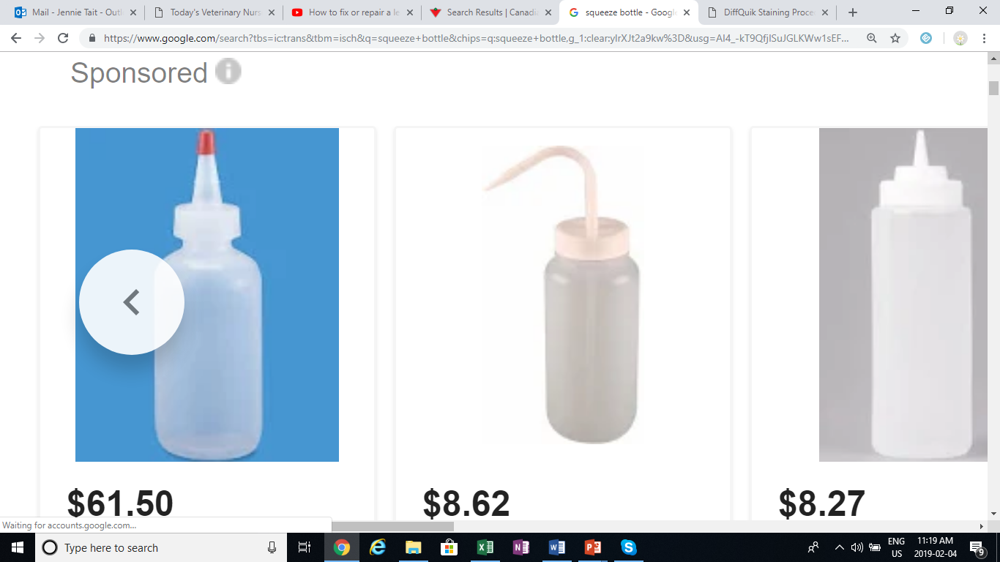 Mail - Jennie Tait - Outl
Today's Veterinary Nurs
How to fix or repair a le
Search Results | Canadi
squeeze bottle - Google
DiffQuik Staining Proce
https://www.google.com/search?tbs=ic:trans&tbm=isch&q=squeeze+bottle&chips=q:squeeze+bottle,g_1:clear:ylrXJt2a9kw%3D&usg=AI4_-kT9QfjISuJGLKWw1sEF...
Sponsored
$61.50
$8.62
$8.27
Waiting for accounts.google.com...
Type here to search
ENG
US
11:19 AM
2019-02-04
9